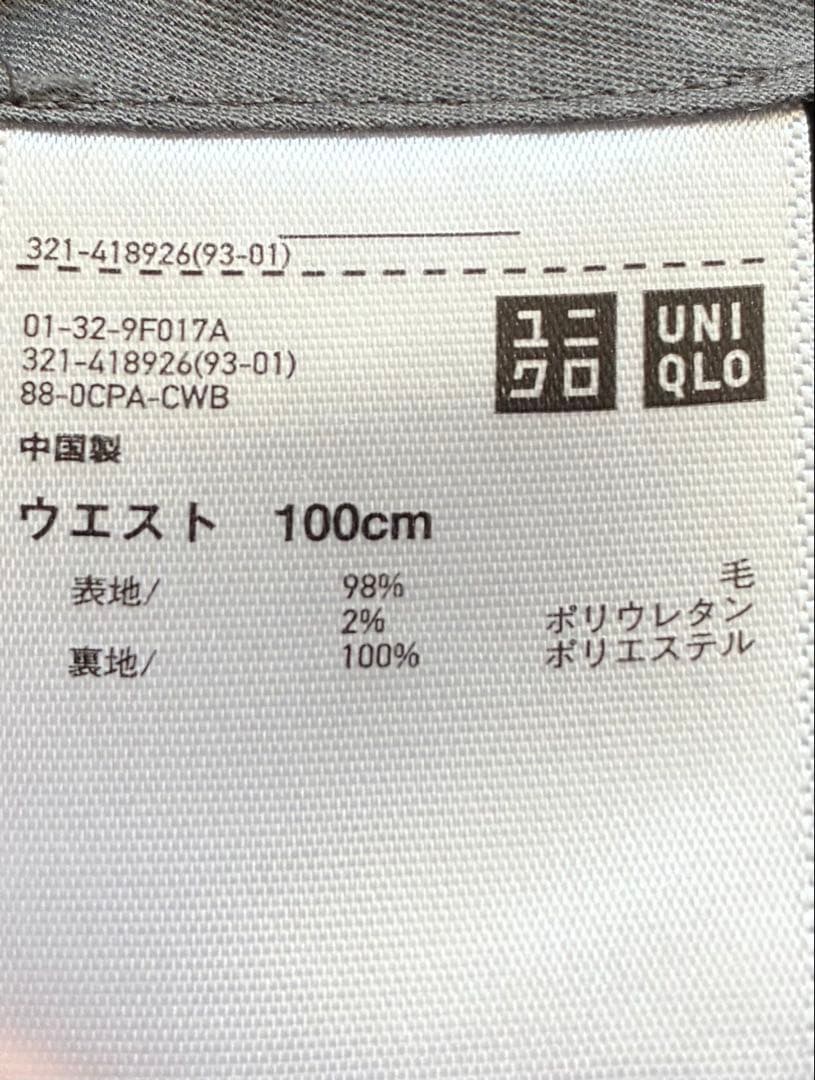 321-418926(93-01)
01-32-9F017A
321-418926(93-01)
88-0CPA-CWB
ユニ
クロ
UNI
QLO
中国製
ウエスト 100cm
表地/ 98% 毛
2% ポリウレタン
裏地/ 100% ポリエステル